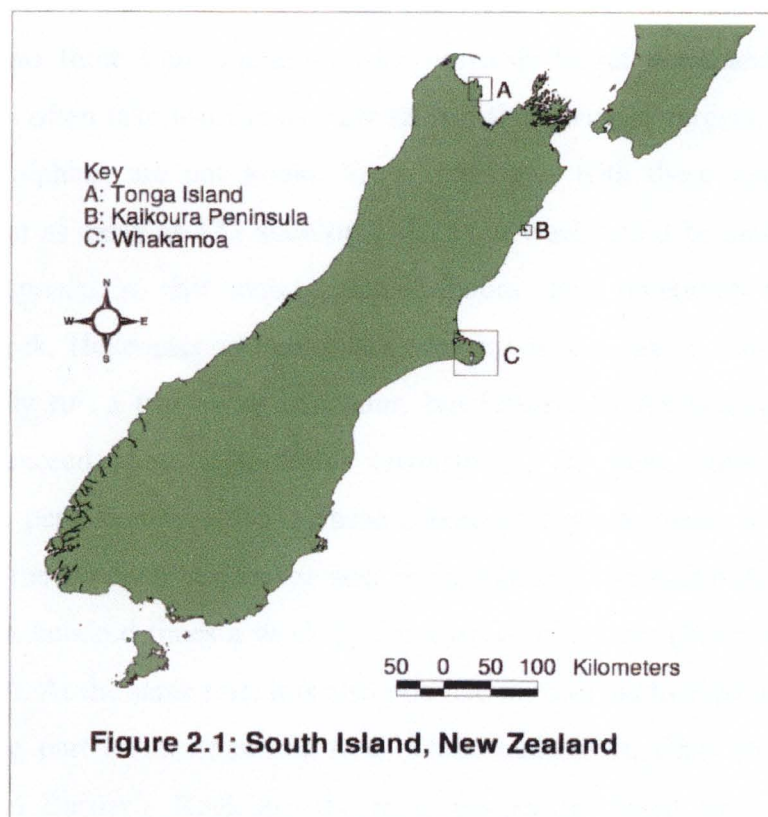 A
Key
A: Tonga Island
B: Kaikoura Peninsula
C: Whakamoa
B
N
W E
S
C
50 0 50 100 Kilometers
Figure 2.1: South Island, New Zealand